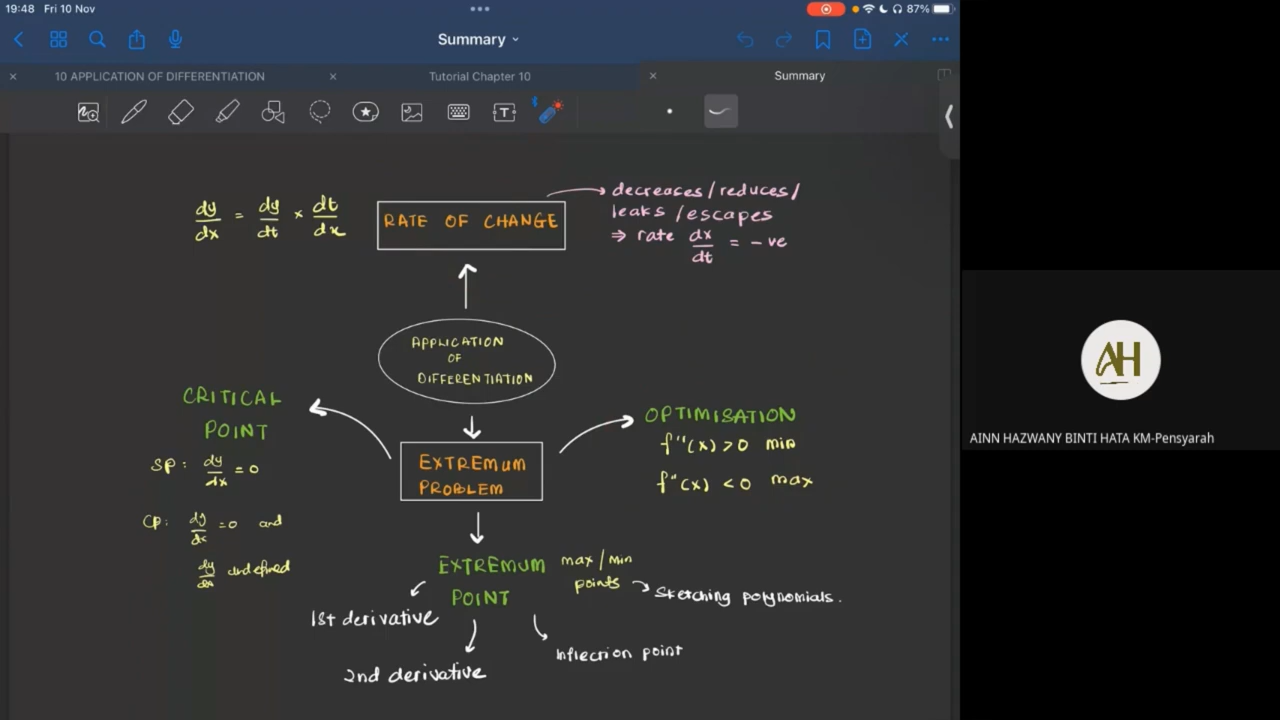 19:48 Fri 10 Nov
87%
Summary
10 APPLICATION OF DIFFERENTIATION
Tutorial Chapter 10
Summary
dy/dx = dy/dt × dt/dx
RATE OF CHANGE
decreases/reduces/
leaks/escapes
⇒ rate dx/dt = -ve
APPLICATION
OF
DIFFERENTIATION
CRITICAL
POINT
SP: dy/dx = 0
CP: dy/dx = 0 and
dy/dx undefined
EXTREMUM
PROBLEM
OPTIMISATION
f''(x) > 0 min
f''(x) < 0 max
EXTREMUM
POINT
max/min
points
Sketching polynomials.
1st derivative
2nd derivative
Inflection point
AH
AINN HAZWANY BINTI HATA KM-Pensyarah